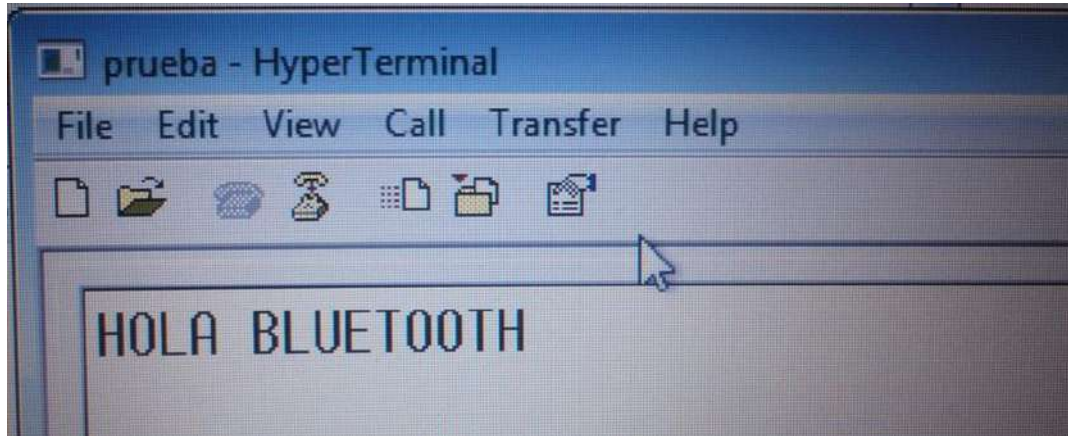 prueba - HyperTerminal
File Edit View Call Transfer Help
HOLA BLUETOOTH